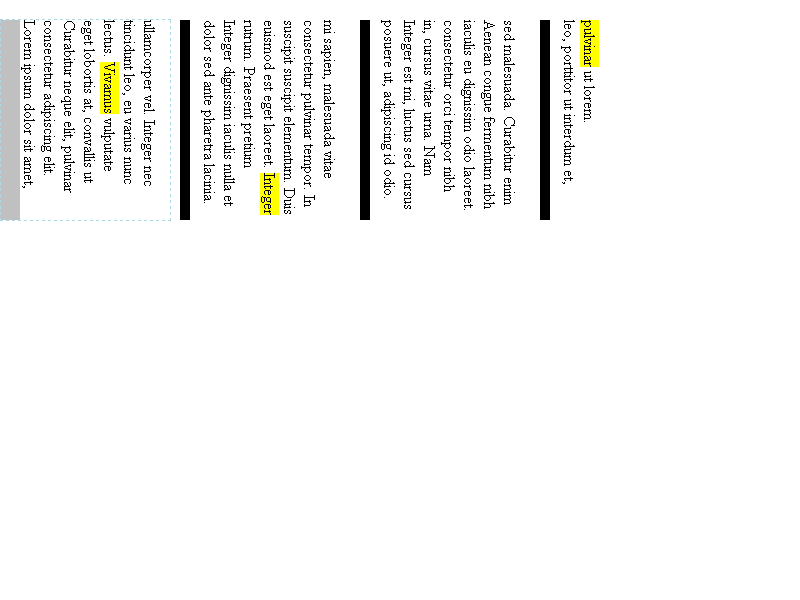 Lorem ipsum dolor sit amet,
consectetur adipiscing elit.
Curabitur neque elit, pulvinar
eget lobortis at, convallis ut
lectus. Vivamus vulputate
tincidunt leo, eu varius nunc
ullamcorper vel. Integer nec
dolor sed ante pharetra lacinia.
Integer dignissim iaculis nulla et
rutrum. Praesent pretium
euismod est eget laoreet. Integer
suscipit suscipit elementum. Duis
consectetur pulvinar tempor. In
mi sapien, malesuada vitae
posuere ut, adipiscing id odio.
Integer est mi, luctus sed cursus
in, cursus vitae urna. Nam
consectetur orci tempor nibh
iaculis eu dignissim odio laoreet.
Aenean congue fermentum nibh
sed malesuada. Curabitur enim
leo, porttitor ut interdum et,
pulvinar ut lorem.